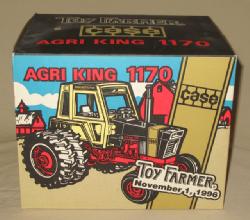 TOY FARMER
CASE
AGRI KING 1170
AGRI KING 1170
CASE
TOY FARMER
November 1, 1996